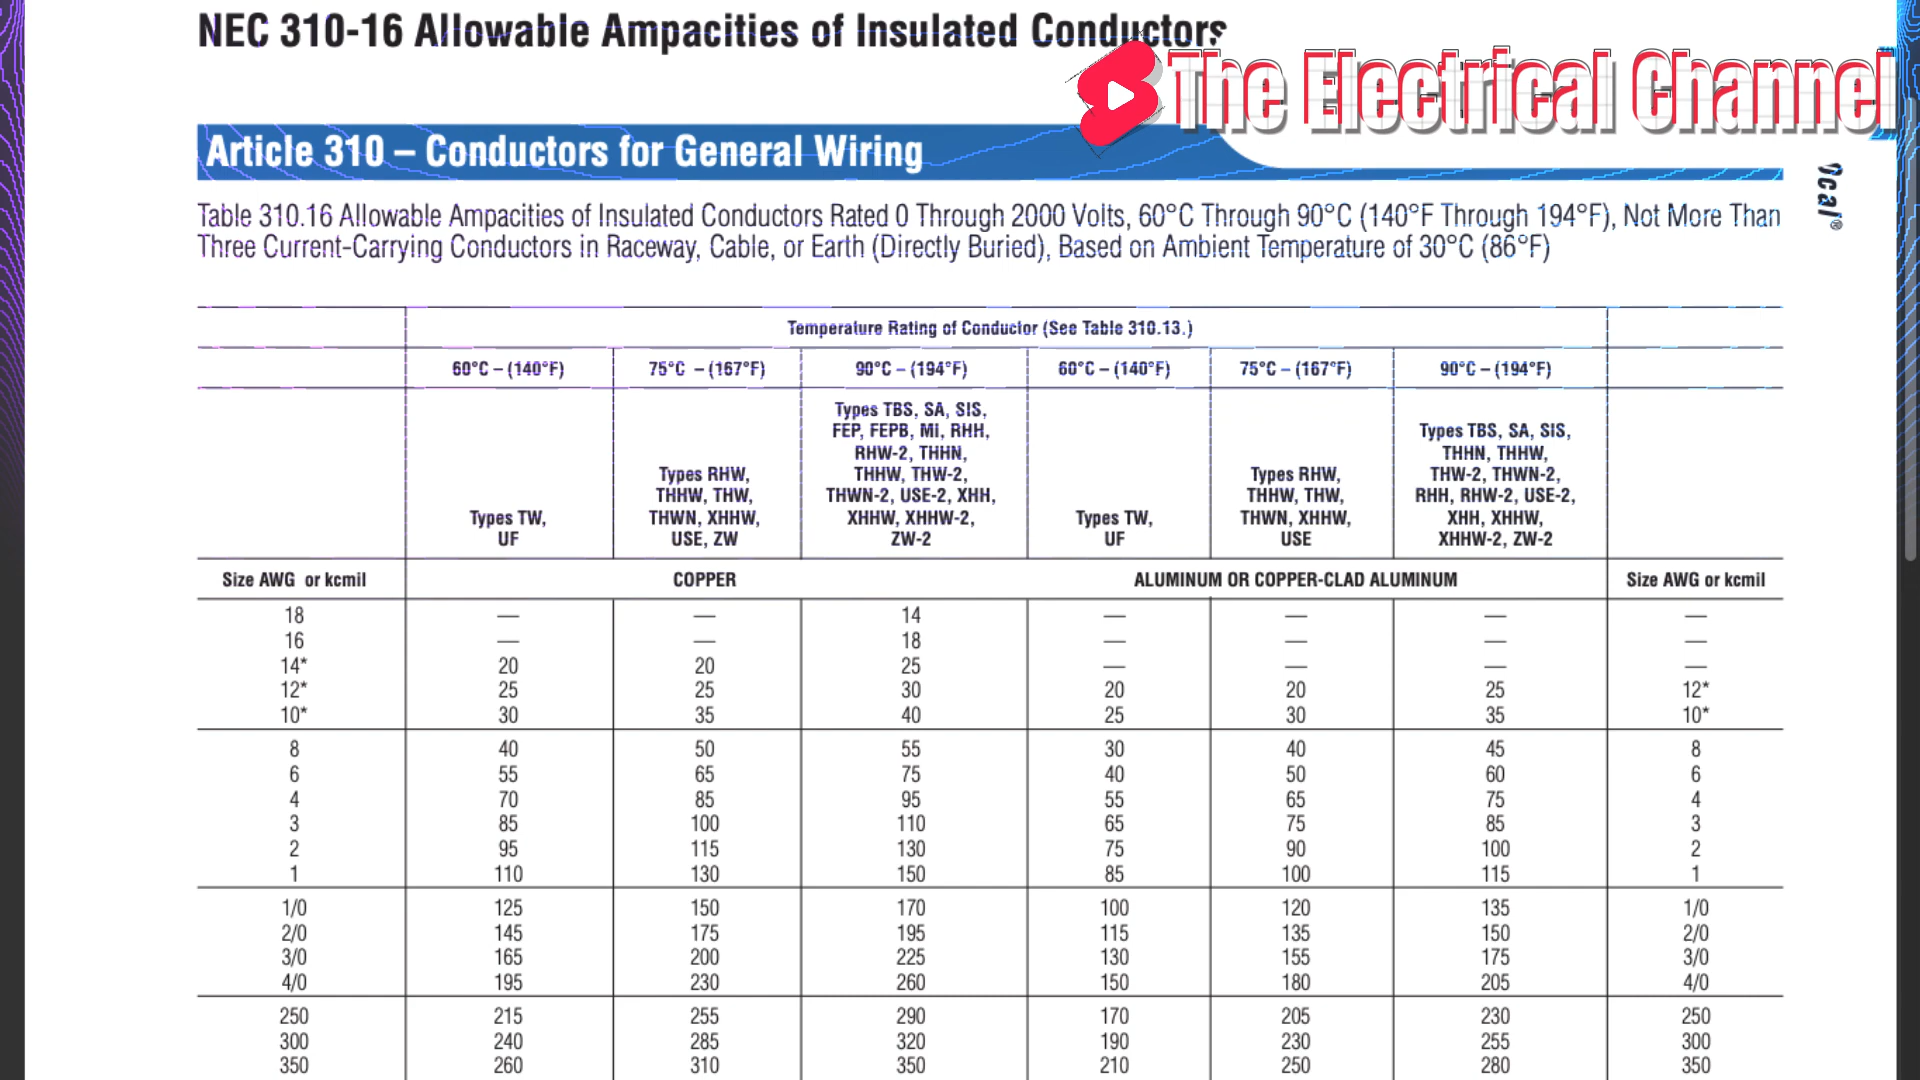 NEC 310-16 Allowable Ampacities of Insulated Conductors
The Electrical Channel
Article 310 – Conductors for General Wiring
ical®
Table 310.16 Allowable Ampacities of Insulated Conductors Rated 0 Through 2000 Volts, 60°C Through 90°C (140°F Through 194°F), Not More Than
Three Current-Carrying Conductors in Raceway, Cable, or Earth (Directly Buried), Based on Ambient Temperature of 30°C (86°F)
Temperature Rating of Conductor (See Table 310.13.)
60°C – (140°F) 75°C – (167°F) 90°C – (194°F) 60°C – (140°F) 75°C – (167°F) 90°C – (194°F)
Types TW,
UF
Types RHW,
THHW, THW,
THWN, XHHW,
USE, ZW
Types TBS, SA, SIS,
FEP, FEPB, Mi, RHH,
RHW-2, THHN,
THHW, THW-2,
THWN-2, USE-2, XHH,
XHHW, XHHW-2,
ZW-2
Types TW,
UF
Types RHW,
THHW, THW,
THWN, XHHW,
USE
Types TBS, SA, SIS,
THHN, THHW,
THW-2, THWN-2,
RHH, RHW-2, USE-2,
XHH, XHHW,
XHHW-2, ZW-2
Size AWG or kcmil COPPER ALUMINUM OR COPPER-CLAD ALUMINUM Size AWG or kcmil
18 — — 14 — — — —
16 — — 18 — — — —
14* 20 20 25 — — — —
12* 25 25 30 20 20 25 12*
10* 30 35 40 25 30 35 10*
8 40 50 55 30 40 45 8
6 55 65 75 40 50 60 6
4 70 85 95 55 65 75 4
3 85 100 110 65 75 85 3
2 95 115 130 75 90 100 2
1 110 130 150 85 100 115 1
1/0 125 150 170 100 120 135 1/0
2/0 145 175 195 115 135 150 2/0
3/0 165 200 225 130 155 175 3/0
4/0 195 230 260 150 180 205 4/0
250 215 255 290 170 205 230 250
300 240 285 320 190 230 255 300
350 260 310 350 210 250 280 350